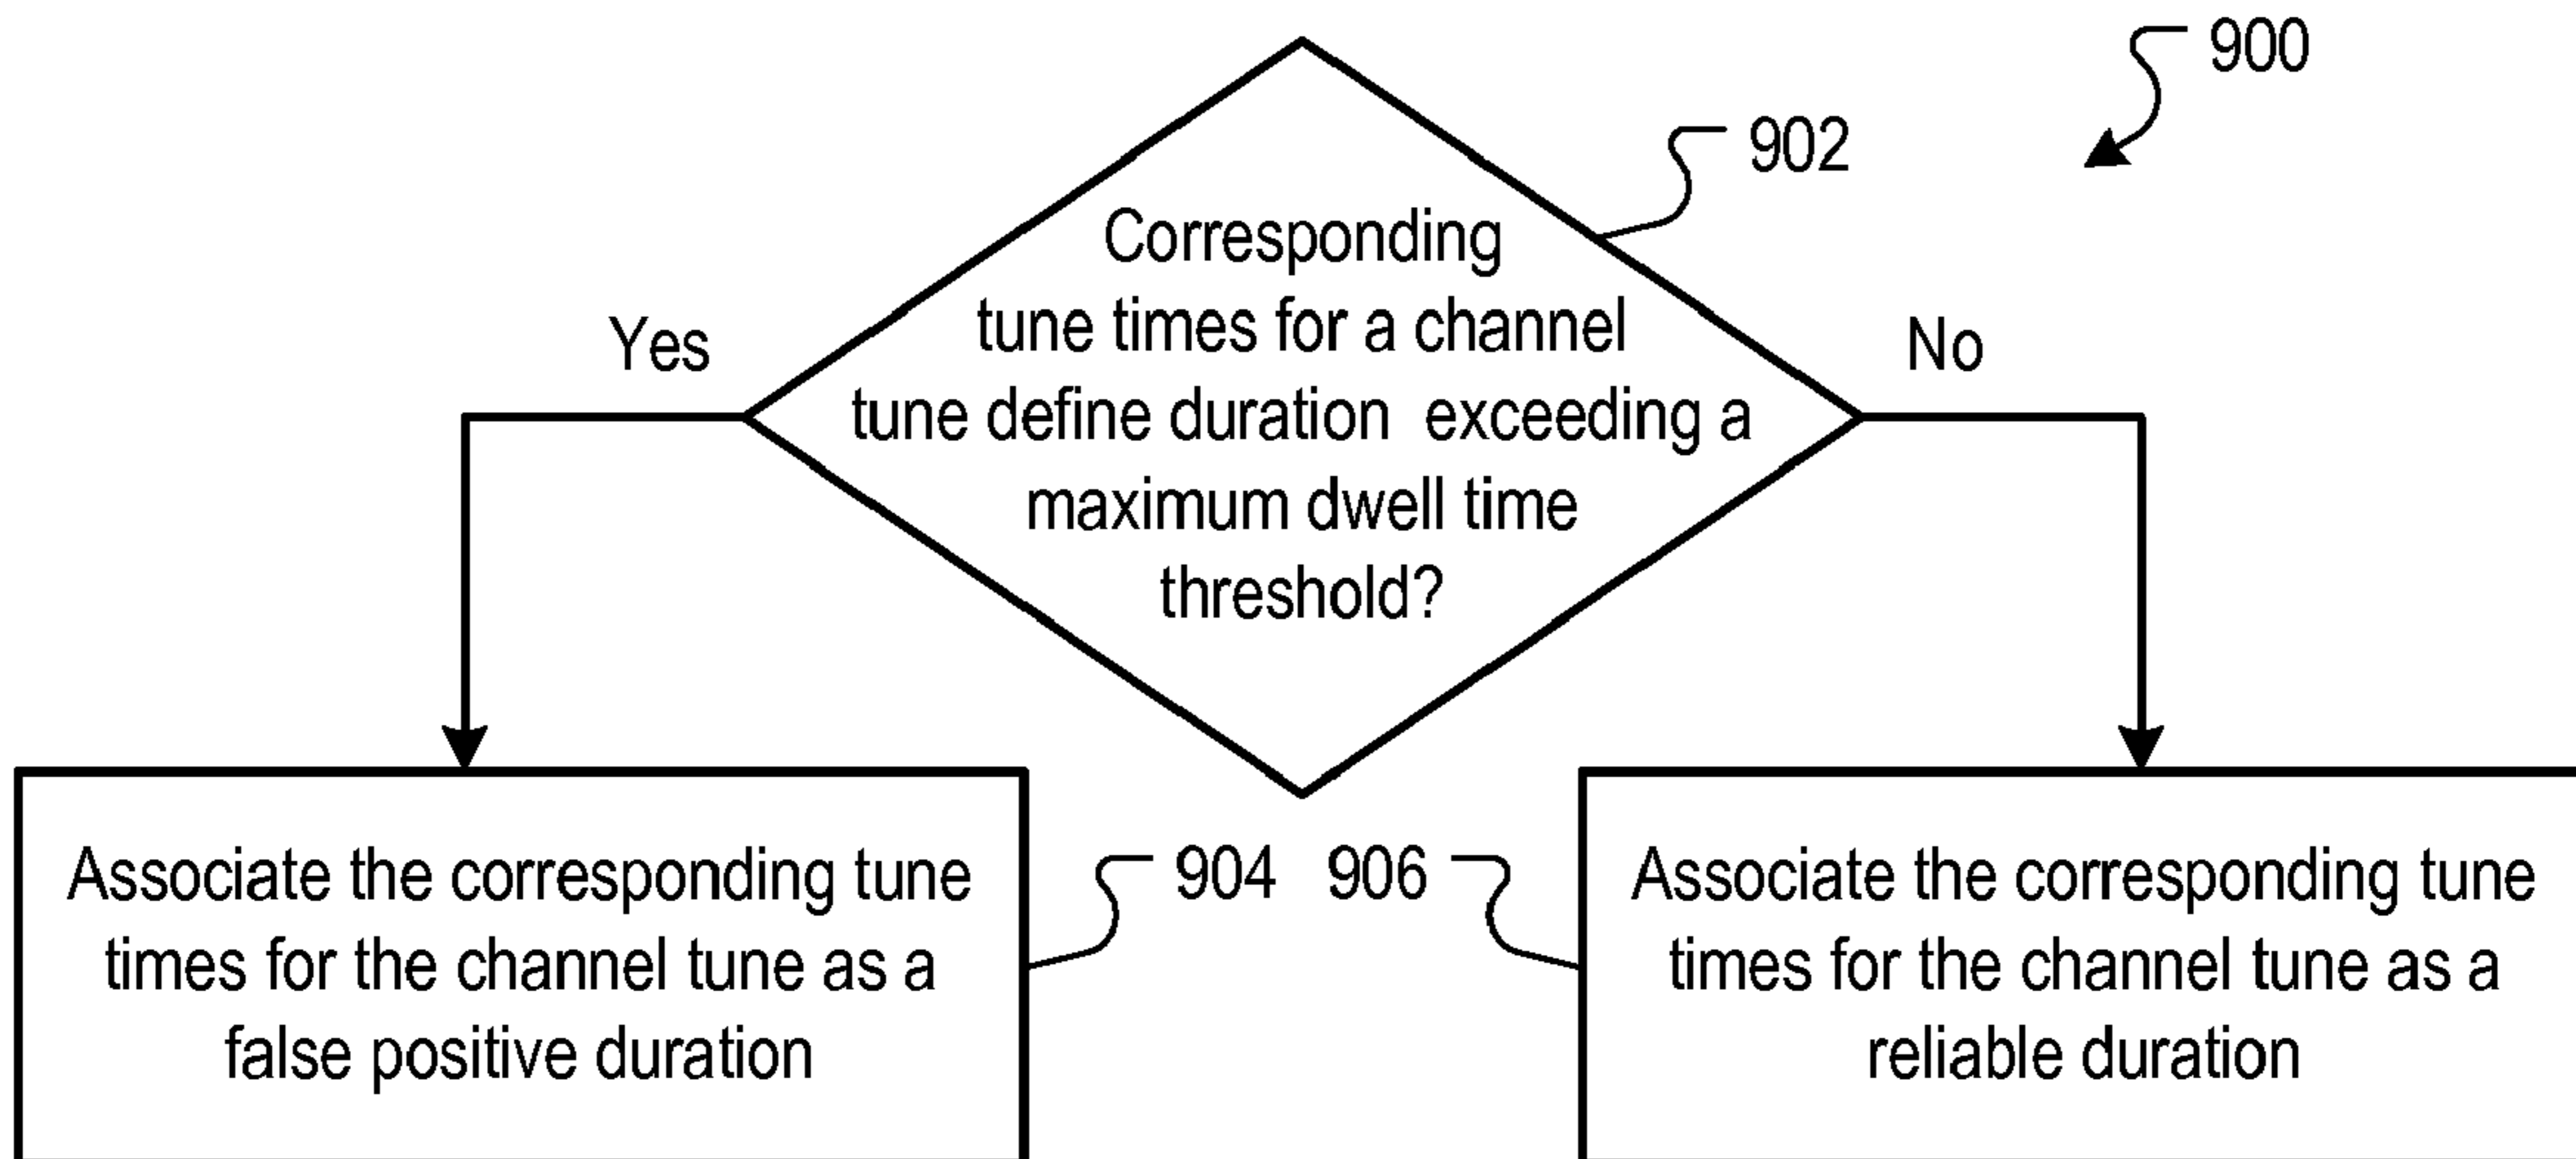 900
902
Corresponding
tune times for a channel
tune define duration exceeding a
maximum dwell time
threshold?
Yes
No
Associate the corresponding tune
times for the channel tune as a
false positive duration
904
906
Associate the corresponding tune
times for the channel tune as a
reliable duration